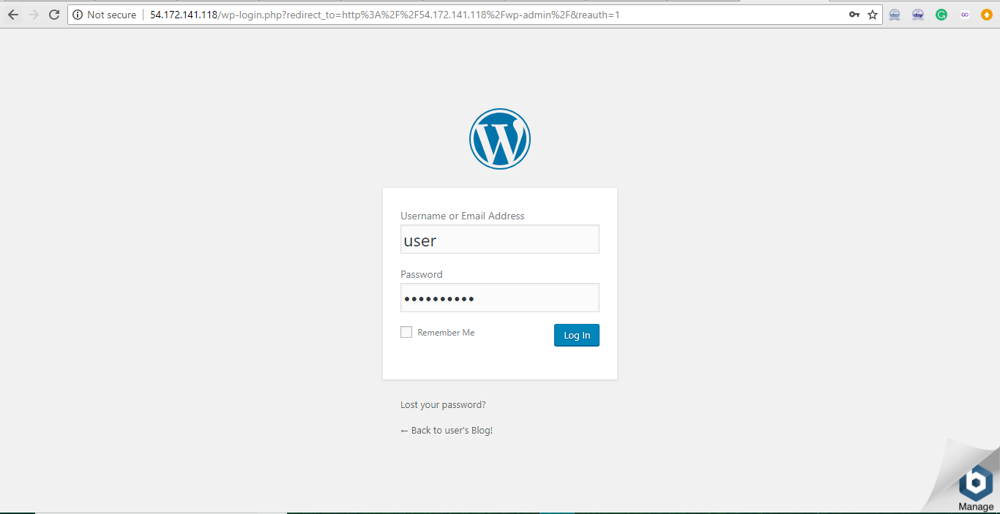 Not secure 54.172.141.118/wp-login.php?redirect_to=http%3A%2F%2F54.172.141.118%2Fwp-admin%2F&reauth=1
Username or Email Address
user
Password
Remember Me
Log In
Lost your password?
← Back to user's Blog!
Manage